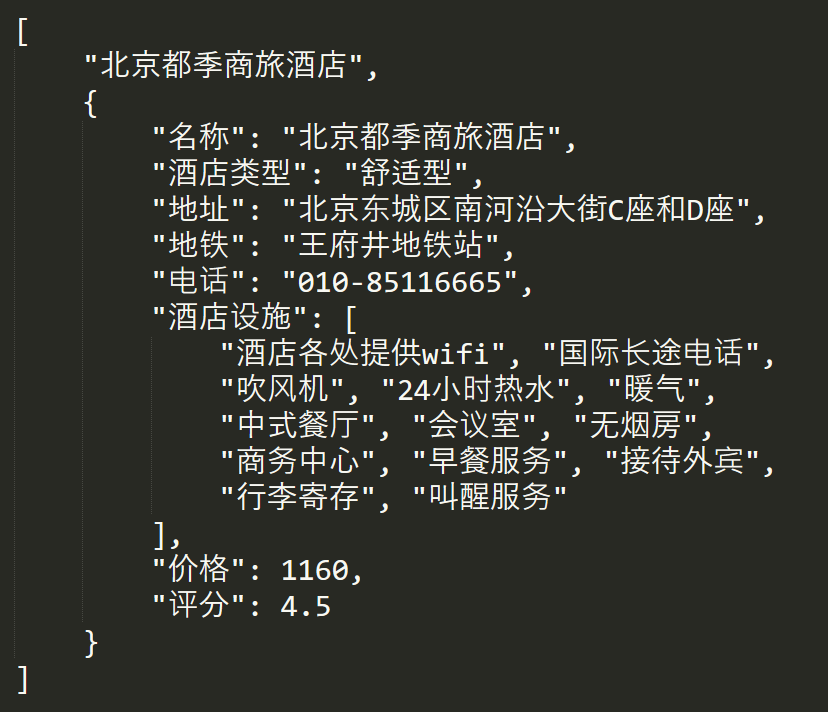 [
"北京都季商旅酒店",
{
"名称": "北京都季商旅酒店",
"酒店类型": "舒适型",
"地址": "北京东城区南河沿大街C座和D座",
"地铁": "王府井地铁站",
"电话": "010-85116665",
"酒店设施": [
"酒店各处提供wifi", "国际长途电话",
"吹风机", "24小时热水", "暖气",
"中式餐厅", "会议室", "无烟房",
"商务中心", "早餐服务", "接待外宾",
"行李寄存", "叫醒服务"
],
"价格": 1160,
"评分": 4.5
}
]